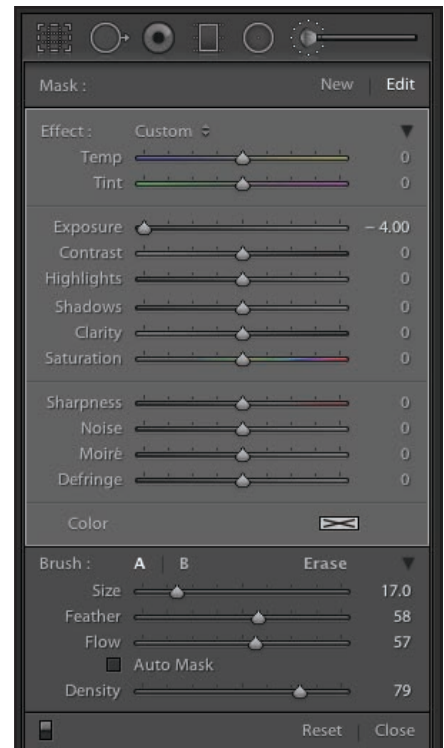 Mask : New | Edit
Effect : Custom
Temp 0
Tint 0
Exposure – 4.00
Contrast 0
Highlights 0
Shadows 0
Clarity 0
Saturation 0
Sharpness 0
Noise 0
Moiré 0
Defringe 0
Color
Brush : A | B Erase
Size 17.0
Feather 58
Flow 57
Auto Mask
Density 79
Reset | Close